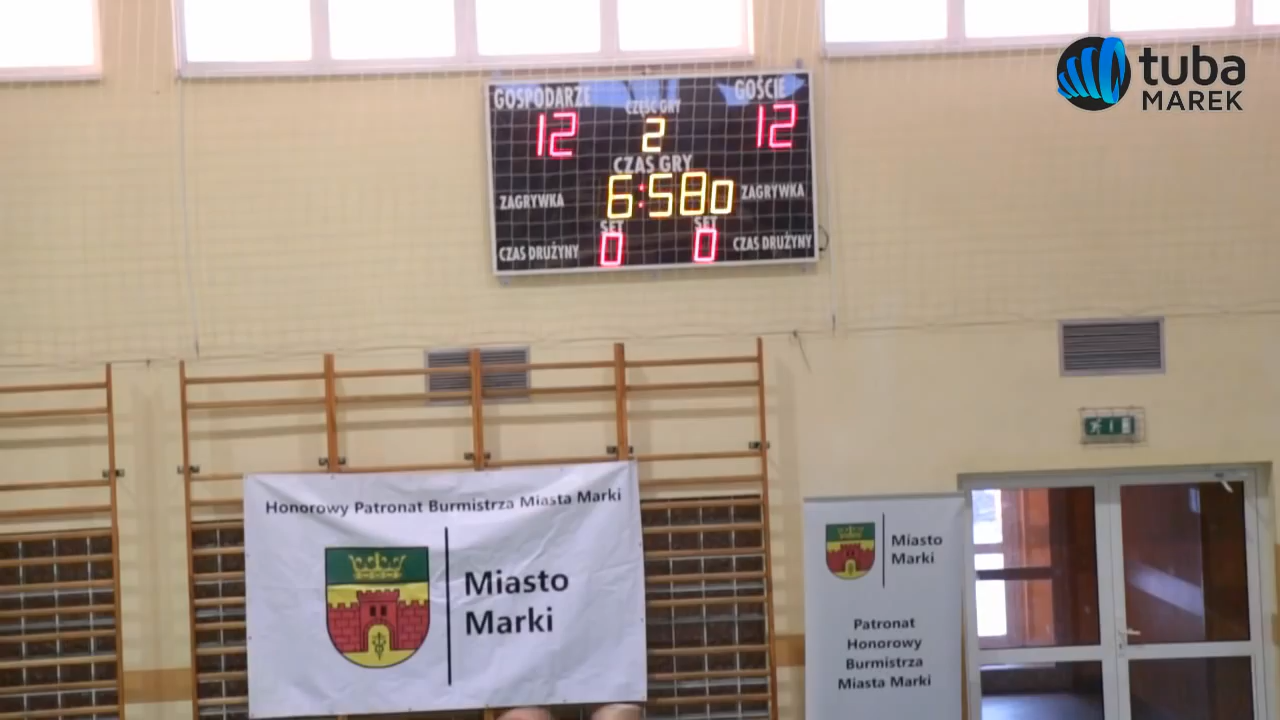 tuba
MAREK
GOSPODARZE
CZĘŚĆ GRY
GOŚCIE
12
2
12
CZAS GRY
ZAGRYWKA
6:580
ZAGRYWKA
SET
SET
CZAS DRUŻYNY
0
0
CZAS DRUŻYNY
Honorowy Patronat Burmistrza Miasta Marki
Miasto
Marki
Miasto
Marki
Patronat
Honorowy
Burmistrza
Miasta Marki